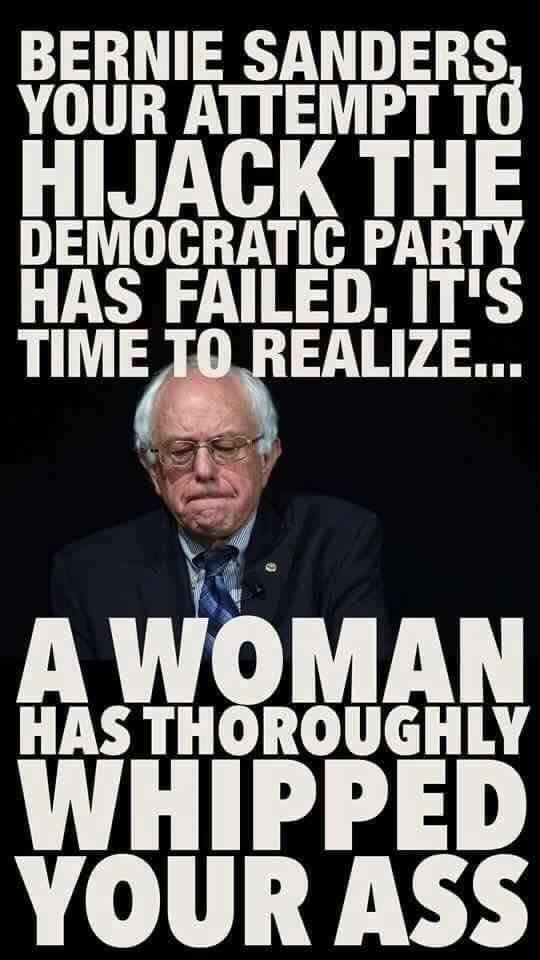 BERNIE SANDERS,
YOUR ATTEMPT TO
HIJACK THE
DEMOCRATIC PARTY
HAS FAILED. IT'S
TIME TO REALIZE...
A WOMAN
HAS THOROUGHLY
WHIPPED
YOUR ASS